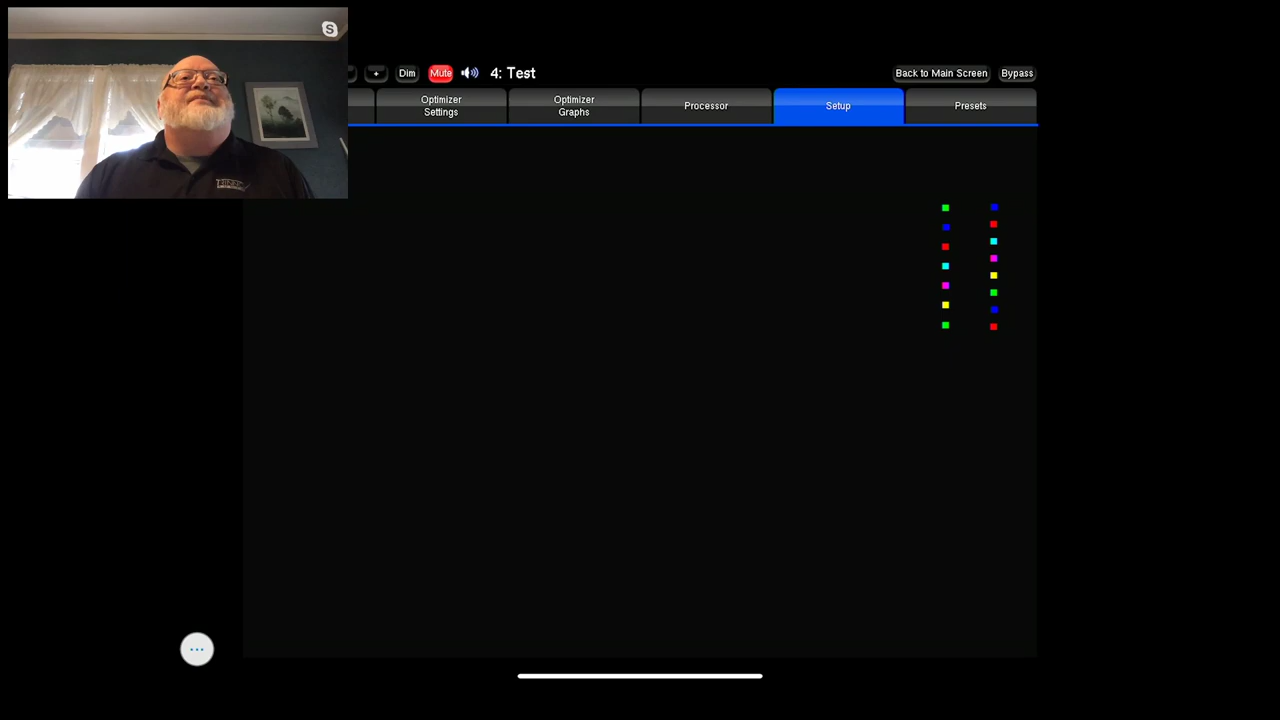 + Dim Mute 4: Test Back to Main Screen Bypass
Optimizer
Settings
Optimizer
Graphs
Processor
Setup
Presets